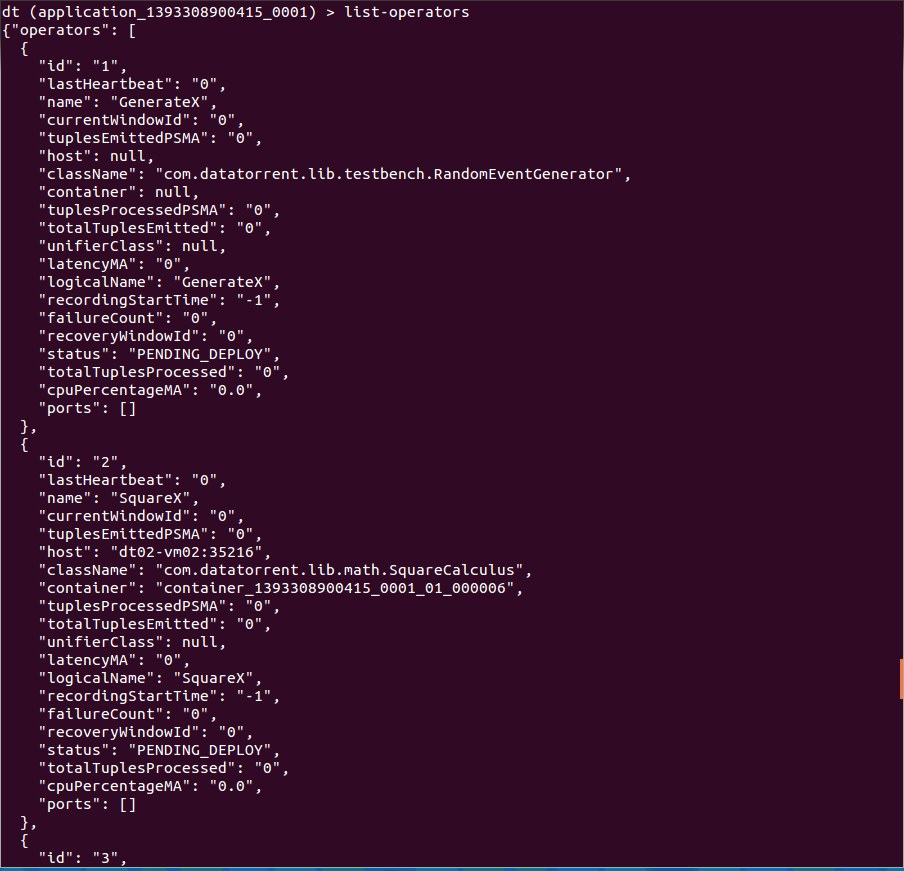 dt (application_1393308900415_0001) > list-operators
{"operators": [
  {
    "id": "1",
    "lastHeartbeat": "0",
    "name": "GenerateX",
    "currentWindowId": "0",
    "tuplesEmittedPSMA": "0",
    "host": null,
    "className": "com.datatorrent.lib.testbench.RandomEventGenerator",
    "container": null,
    "tuplesProcessedPSMA": "0",
    "totalTuplesEmitted": "0",
    "unifierClass": null,
    "latencyMA": "0",
    "logicalName": "GenerateX",
    "recordingStartTime": "-1",
    "failureCount": "0",
    "recoveryWindowId": "0",
    "status": "PENDING_DEPLOY",
    "totalTuplesProcessed": "0",
    "cpuPercentageMA": "0.0",
    "ports": []
  },
  {
    "id": "2",
    "lastHeartbeat": "0",
    "name": "SquareX",
    "currentWindowId": "0",
    "tuplesEmittedPSMA": "0",
    "host": "dt02-vm02:35216",
    "className": "com.datatorrent.lib.math.SquareCalculus",
    "container": "container_1393308900415_0001_01_000006",
    "tuplesProcessedPSMA": "0",
    "totalTuplesEmitted": "0",
    "unifierClass": null,
    "latencyMA": "0",
    "logicalName": "SquareX",
    "recordingStartTime": "-1",
    "failureCount": "0",
    "recoveryWindowId": "0",
    "status": "PENDING_DEPLOY",
    "totalTuplesProcessed": "0",
    "cpuPercentageMA": "0.0",
    "ports": []
  },
  {
    "id": "3",